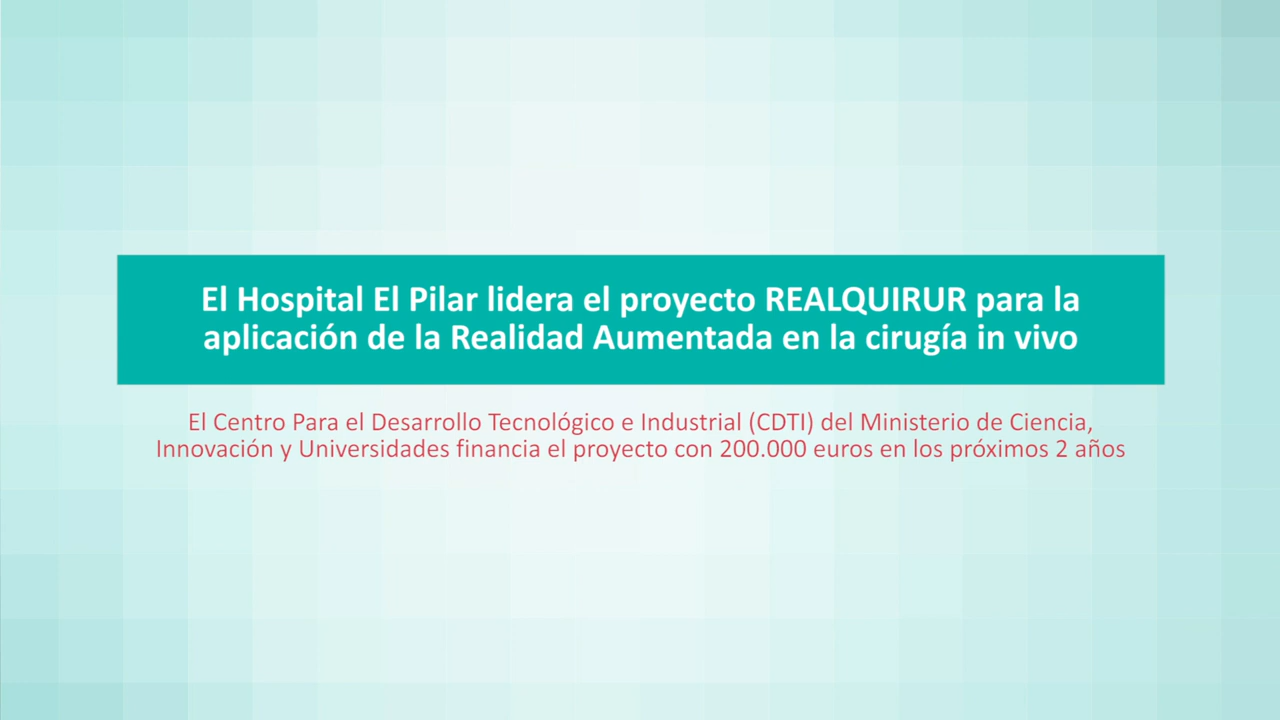 El Hospital El Pilar lidera el proyecto REALQUIRUR para la
aplicación de la Realidad Aumentada en la cirugía in vivo
El Centro Para el Desarrollo Tecnológico e Industrial (CDTI) del Ministerio de Ciencia,
Innovación y Universidades financia el proyecto con 200.000 euros en los próximos 2 años